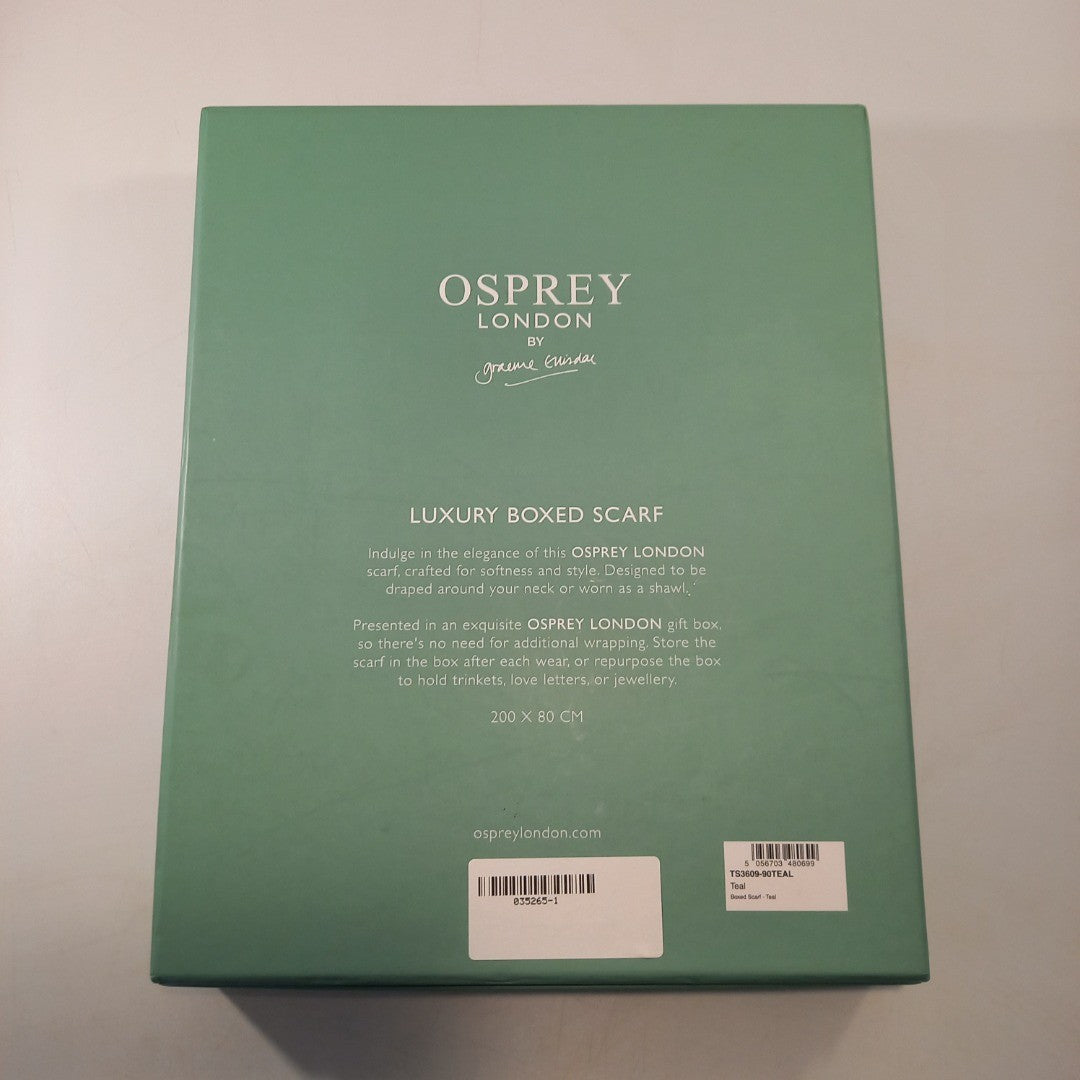 OSPREY
LONDON
BY
graeme
LUXURY BOXED SCARF
Indulge in the elegance of this OSPREY LONDON
scarf, crafted for softness and style. Designed to be
draped around your neck or worn as a shawl.
Presented in an exquisite OSPREY LONDON gift box,
so there's no need for additional wrapping. Store the
scarf in the box after each wear, or repurpose the box
to hold trinkets, love letters, or jewellery.
200 X 80 CM
ospreylondon.com
5 056703 480699
TS3609-90TEAL
Teal
Boxed Scarf - Teal
035265-1